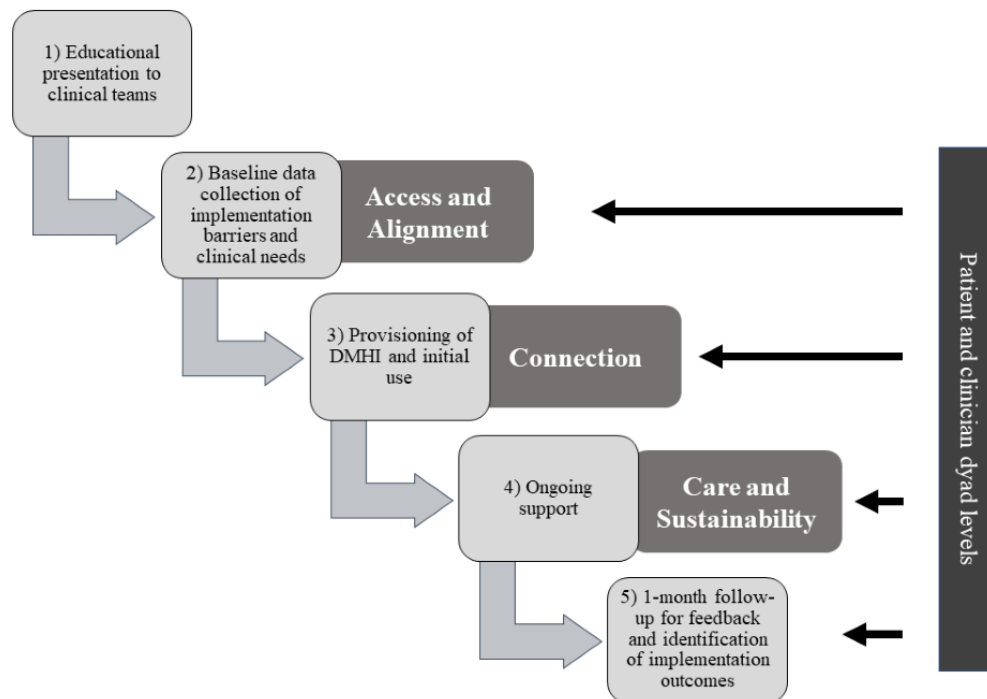 1) Educational
presentation to
clinical teams
2) Baseline data
collection of
implementation
barriers and
clinical needs
Access and
Alignment
3) Provisioning of
DMHI and initial
use
Connection
4) Ongoing
support
Care and
Sustainability
5) 1-month follow-
up for feedback
and identification
of implementation
outcomes
Patient and clinician dyad levels